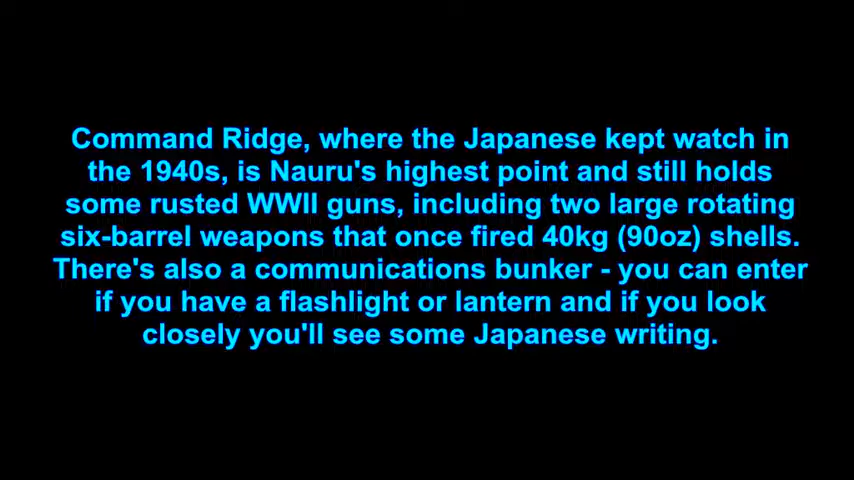 Command Ridge, where the Japanese kept watch in
the 1940s, is Nauru's highest point and still holds
some rusted WWII guns, including two large rotating
six-barrel weapons that once fired 40kg (90oz) shells.
There's also a communications bunker - you can enter
if you have a flashlight or lantern and if you look
closely you'll see some Japanese writing.